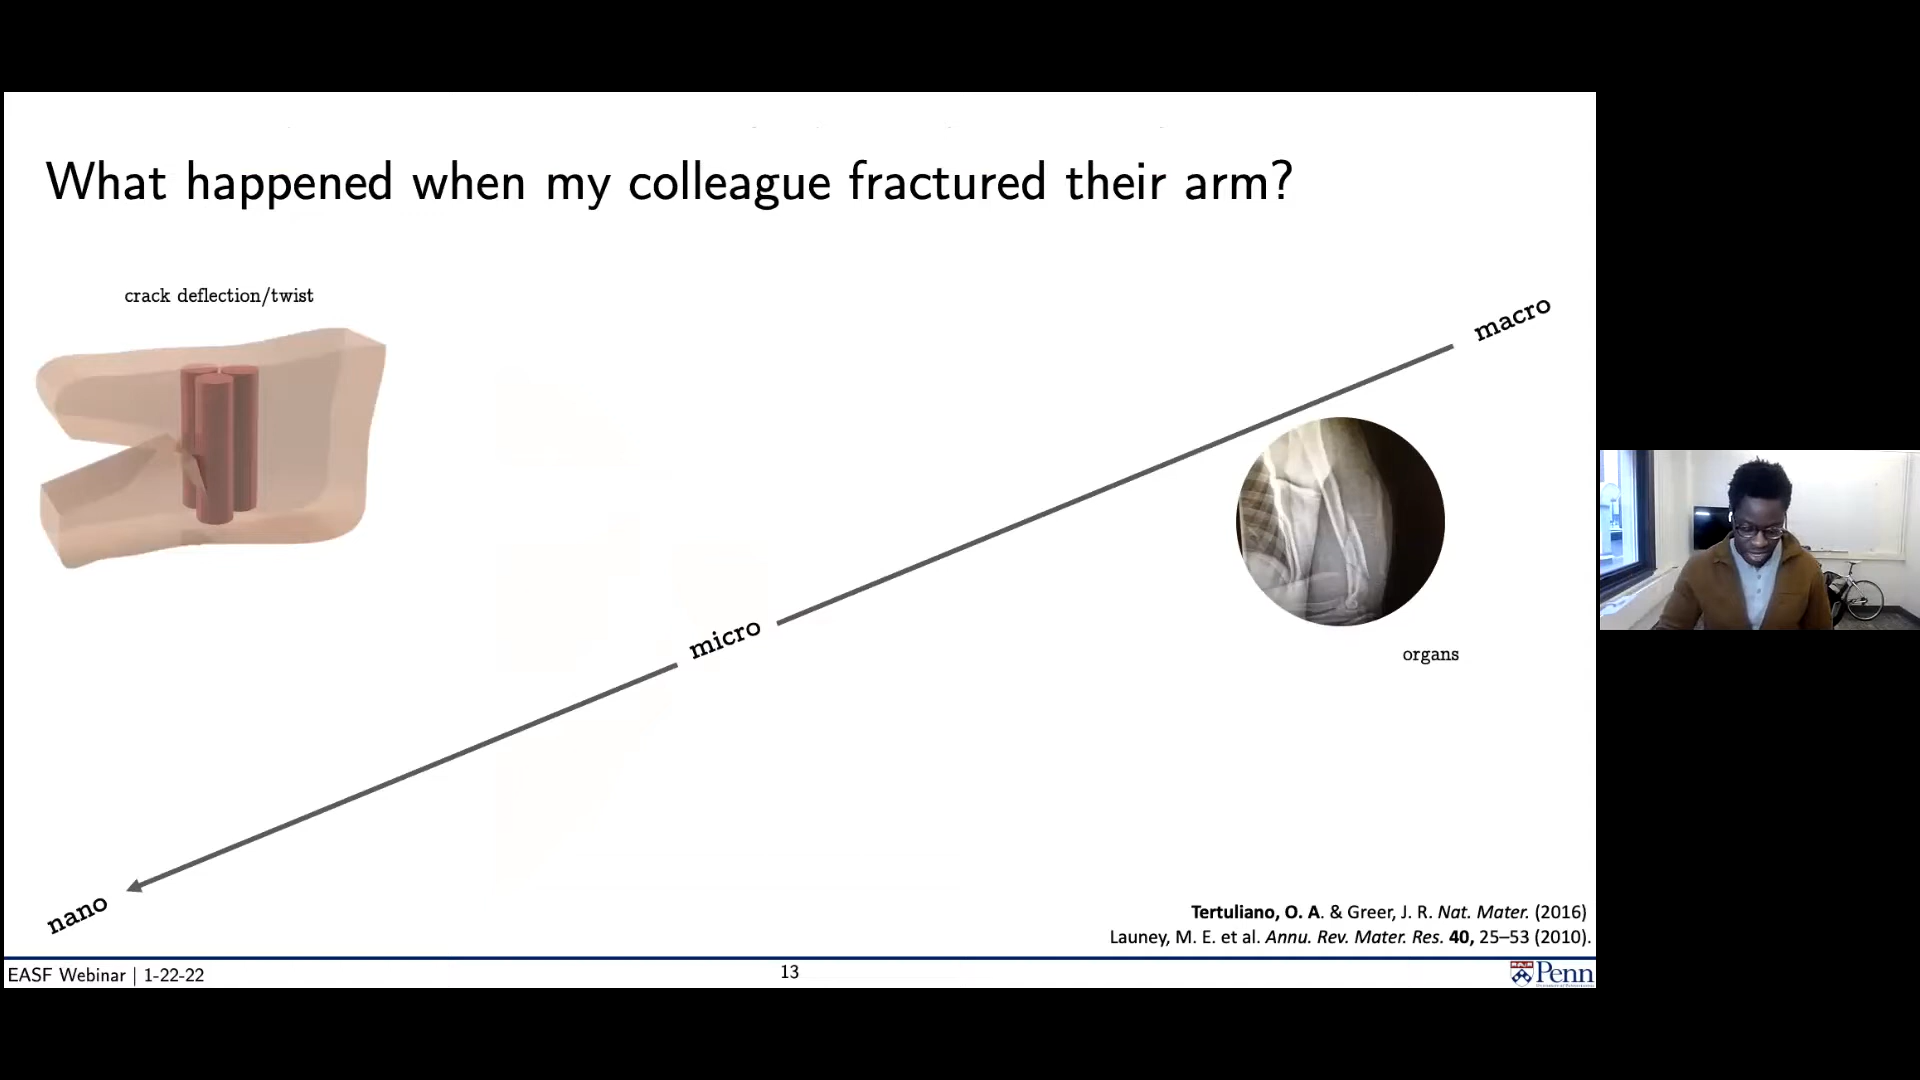 What happened when my colleague fractured their arm?
crack deflection/twist
macro
organs
micro
nano
Tertuliano, O. A. & Greer, J. R. Nat. Mater. (2016)
Launey, M. E. et al. Annu. Rev. Mater. Res. 40, 25–53 (2010).
EASF Webinar | 1-22-22
13
Penn